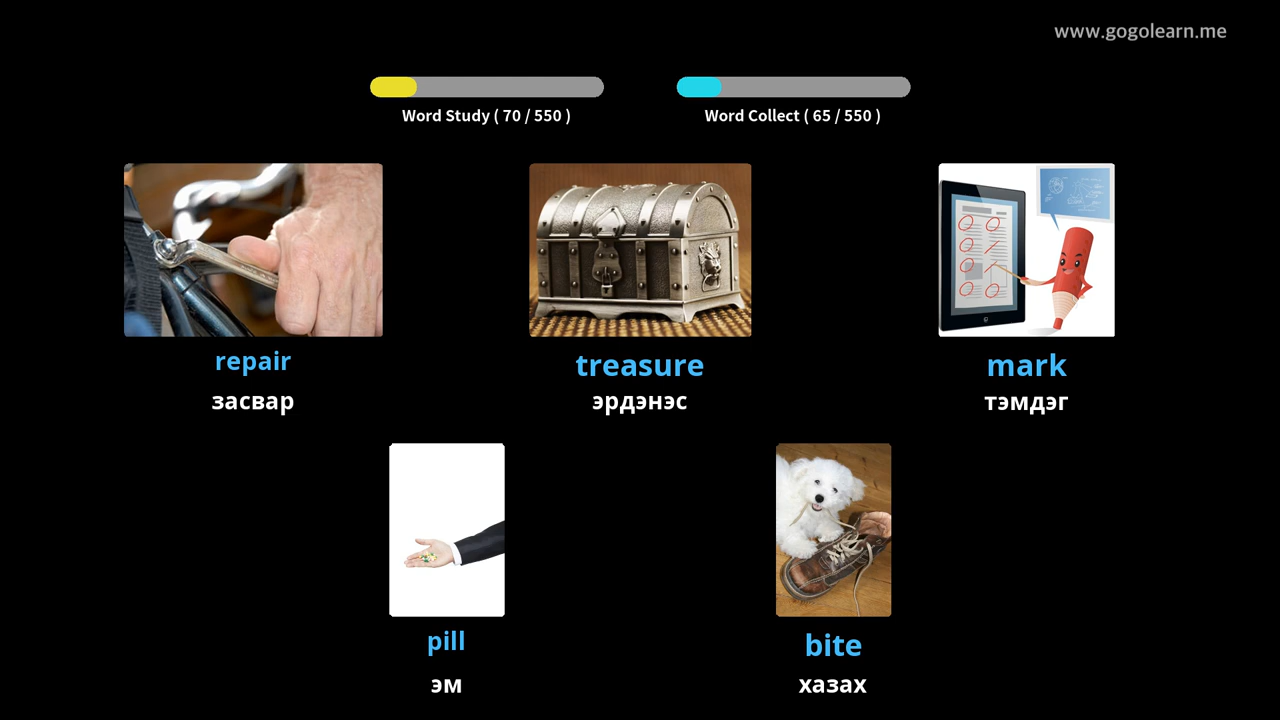 www.gogolearn.me
Word Study ( 70 / 550 )
Word Collect ( 65 / 550 )
repair
засвар
treasure
эрдэнэс
mark
тэмдэг
pill
эм
bite
хазах